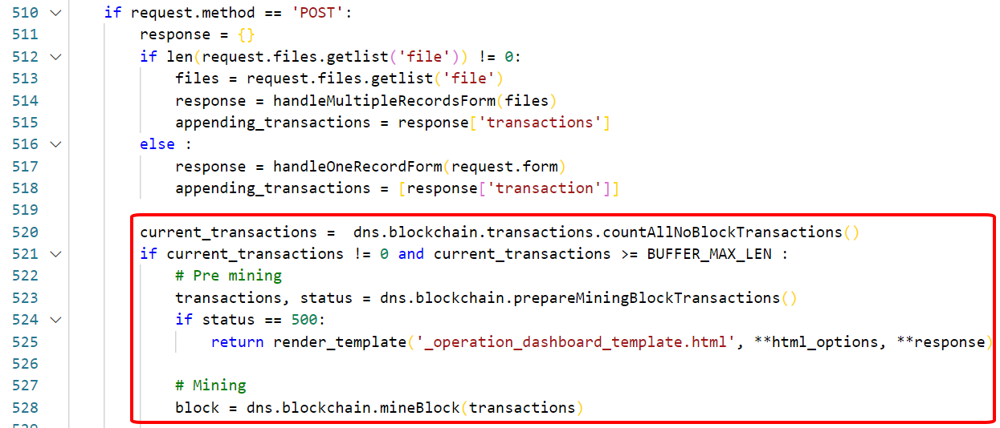 510 if request.method == 'POST':
511 response = {}
512 if len(request.files.getlist('file')) != 0:
513 files = request.files.getlist('file')
514 response = handleMultipleRecordsForm(files)
515 appending_transactions = response['transactions']
516 else :
517 response = handleOneRecordForm(request.form)
518 appending_transactions = [response['transaction']]
519
520 current_transactions =  dns.blockchain.transactions.countAllNoBlockTransactions()
521 if current_transactions != 0 and current_transactions >= BUFFER_MAX_LEN :
522 # Pre mining
523 transactions, status = dns.blockchain.prepareMiningBlockTransactions()
524 if status == 500:
525 return render_template('_operation_dashboard_template.html', **html_options, **response)
526
527 # Mining
528 block = dns.blockchain.mineBlock(transactions)